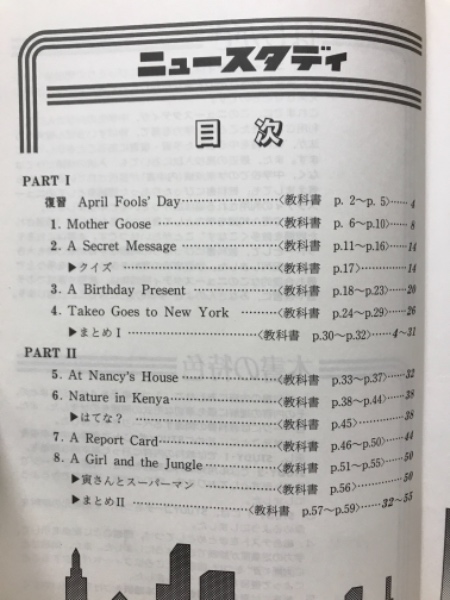 ニュースタディ
目次
PART I
復習 April Fools' Day……………〈教科書 p. 2〜p. 5〉…… 4
1. Mother Goose……………〈教科書 p. 6〜p.10〉…… 8
2. A Secret Message ……………〈教科書 p.11〜p.16〉……14
▶クイズ ……………〈教科書 p.17〉……………14
3. A Birthday Present ……………〈教科書 p.18〜p.23〉……20
4. Takeo Goes to New York ………〈教科書 p.24〜p.29〉……26
▶まとめ I ……………〈教科書 p.30〜p.32〉……4〜31
PART II
5. At Nancy's House……………〈教科書 p.33〜p.37〉……32
6. Nature in Kenya……………〈教科書 p.38〜p.44〉……38
▶はてな? ……………〈教科書 p.45〉……………38
7. A Report Card……………〈教科書 p.46〜p.50〉……44
8. A Girl and the Jungle……………〈教科書 p.51〜p.55〉……50
▶寅さんとスーパーマン ……………〈教科書 p.56〉……………50
▶まとめII ……………〈教科書 p.57〜p.59〉……32〜55